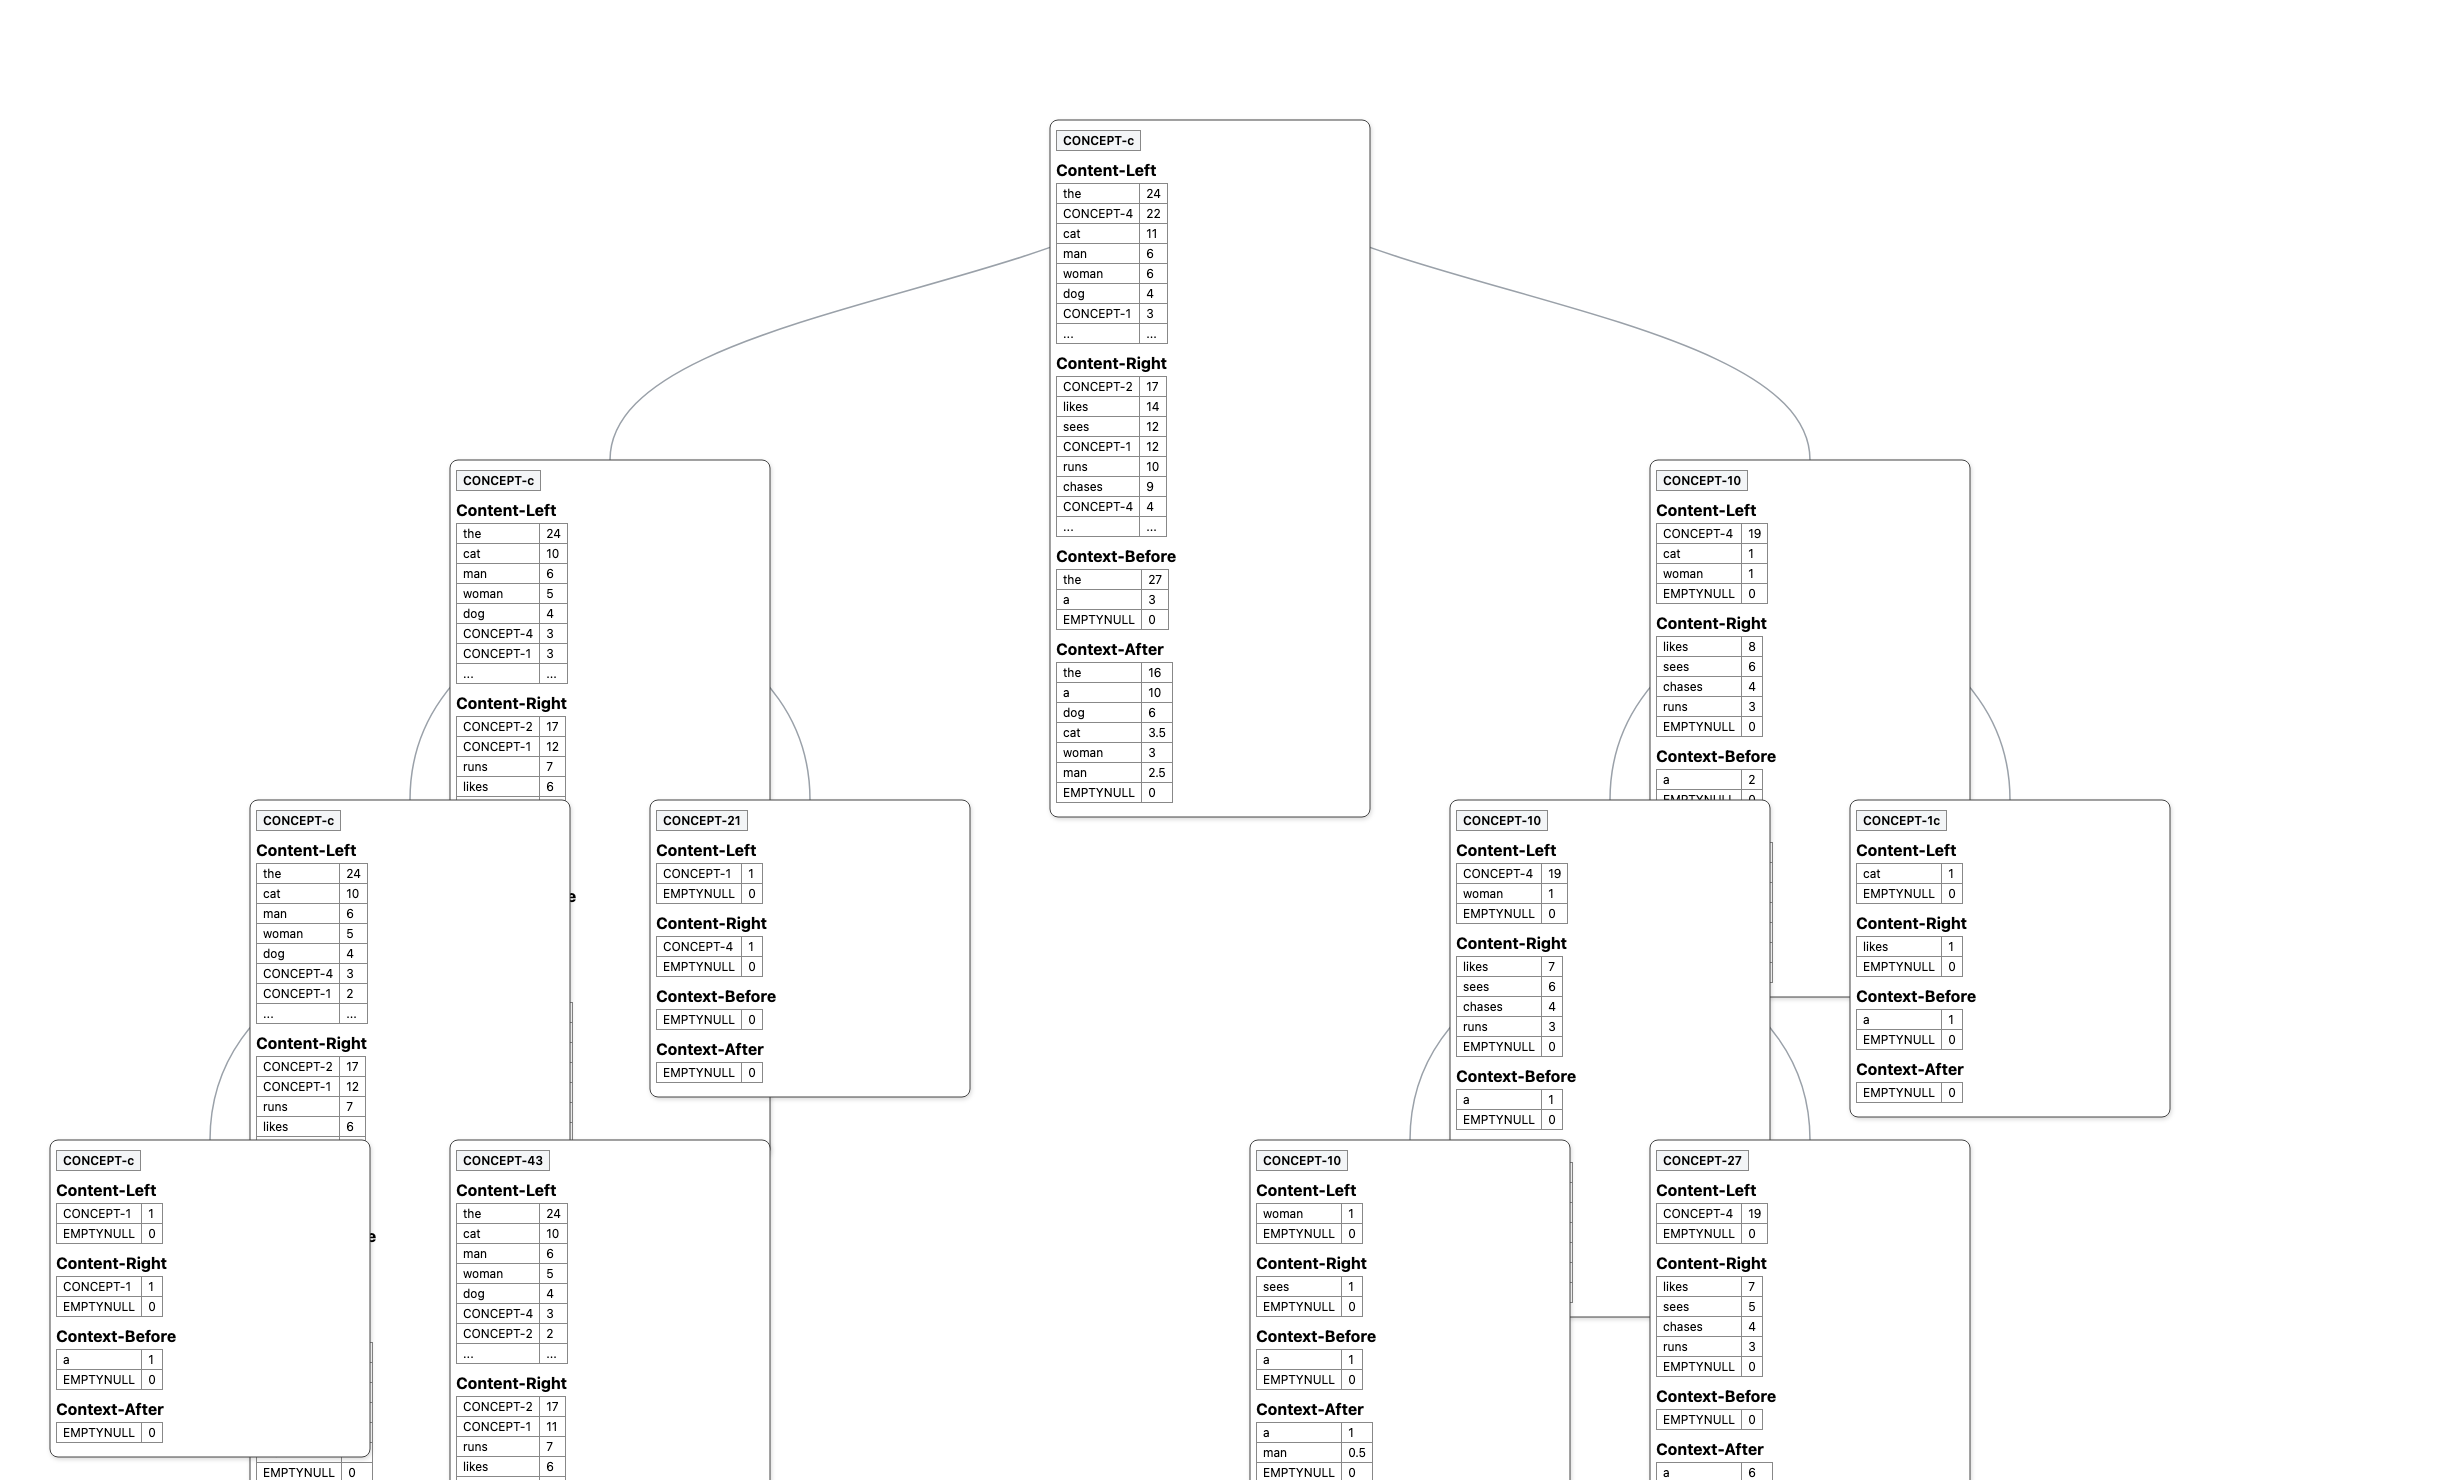 CONCEPT-c
Content-Left
the 24
CONCEPT-4 22
cat 11
man 6
woman 6
dog 4
CONCEPT-1 3
... ...
Content-Right
CONCEPT-2 17
likes 14
sees 12
CONCEPT-1 12
runs 10
chases 9
CONCEPT-4 4
... ...
Context-Before
the 27
a 3
EMPTYNULL 0
Context-After
the 16
a 10
dog 6
cat 3.5
woman 3
man 2.5
EMPTYNULL 0
CONCEPT-c
Content-Left
the 24
cat 10
man 6
woman 5
dog 4
CONCEPT-4 3
CONCEPT-1 3
... ...
Content-Right
CONCEPT-2 17
CONCEPT-1 12
runs 7
likes 6
CONCEPT-10
Content-Left
CONCEPT-4 19
cat 1
woman 1
EMPTYNULL 0
Content-Right
likes 8
sees 6
chases 4
runs 3
EMPTYNULL 0
Context-Before
a 2
EMPTYNULL 0
CONCEPT-c
Content-Left
the 24
cat 10
man 6
woman 5
dog 4
CONCEPT-4 3
CONCEPT-1 2
... ...
Content-Right
CONCEPT-2 17
CONCEPT-1 12
runs 7
likes 6
EMPTYNULL 0
CONCEPT-21
Content-Left
CONCEPT-1 1
EMPTYNULL 0
Content-Right
CONCEPT-4 1
EMPTYNULL 0
Context-Before
EMPTYNULL 0
Context-After
EMPTYNULL 0
CONCEPT-10
Content-Left
CONCEPT-4 19
woman 1
EMPTYNULL 0
Content-Right
likes 7
sees 6
chases 4
runs 3
EMPTYNULL 0
Context-Before
a 1
EMPTYNULL 0
CONCEPT-1c
Content-Left
cat 1
EMPTYNULL 0
Content-Right
likes 1
EMPTYNULL 0
Context-Before
a 1
EMPTYNULL 0
Context-After
EMPTYNULL 0
CONCEPT-c
Content-Left
CONCEPT-1 1
EMPTYNULL 0
Content-Right
CONCEPT-1 1
EMPTYNULL 0
Context-Before
a 1
EMPTYNULL 0
Context-After
EMPTYNULL 0
CONCEPT-43
Content-Left
the 24
cat 10
man 6
woman 5
dog 4
CONCEPT-4 3
CONCEPT-2 2
... ...
Content-Right
CONCEPT-2 17
CONCEPT-1 11
runs 7
likes 6
CONCEPT-10
Content-Left
woman 1
EMPTYNULL 0
Content-Right
sees 1
EMPTYNULL 0
Context-Before
a 1
EMPTYNULL 0
Context-After
a 1
man 0.5
EMPTYNULL 0
CONCEPT-27
Content-Left
CONCEPT-4 19
EMPTYNULL 0
Content-Right
likes 7
sees 5
chases 4
runs 3
EMPTYNULL 0
Context-Before
EMPTYNULL 0
Context-After
a 6